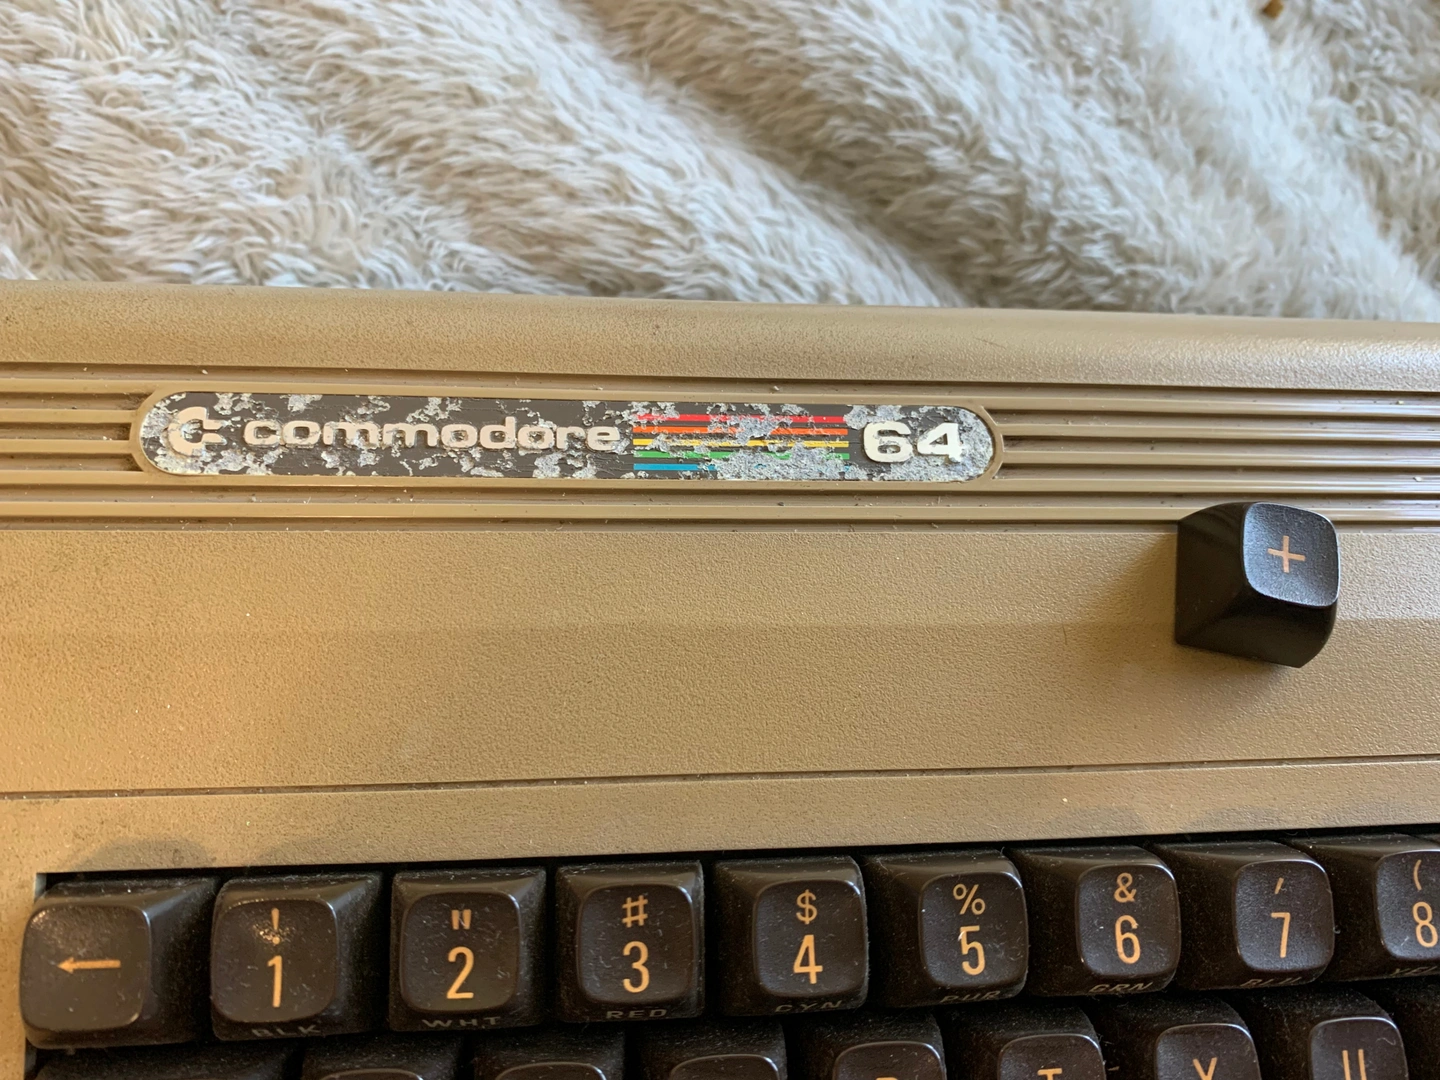 commodore 64
+
←
! 1
" 2
# 3
$ 4
% 5
& 6
' 7
( 8
BLK
WHT
RED
CYN
PUR
GRN
BLU
T
Y
U